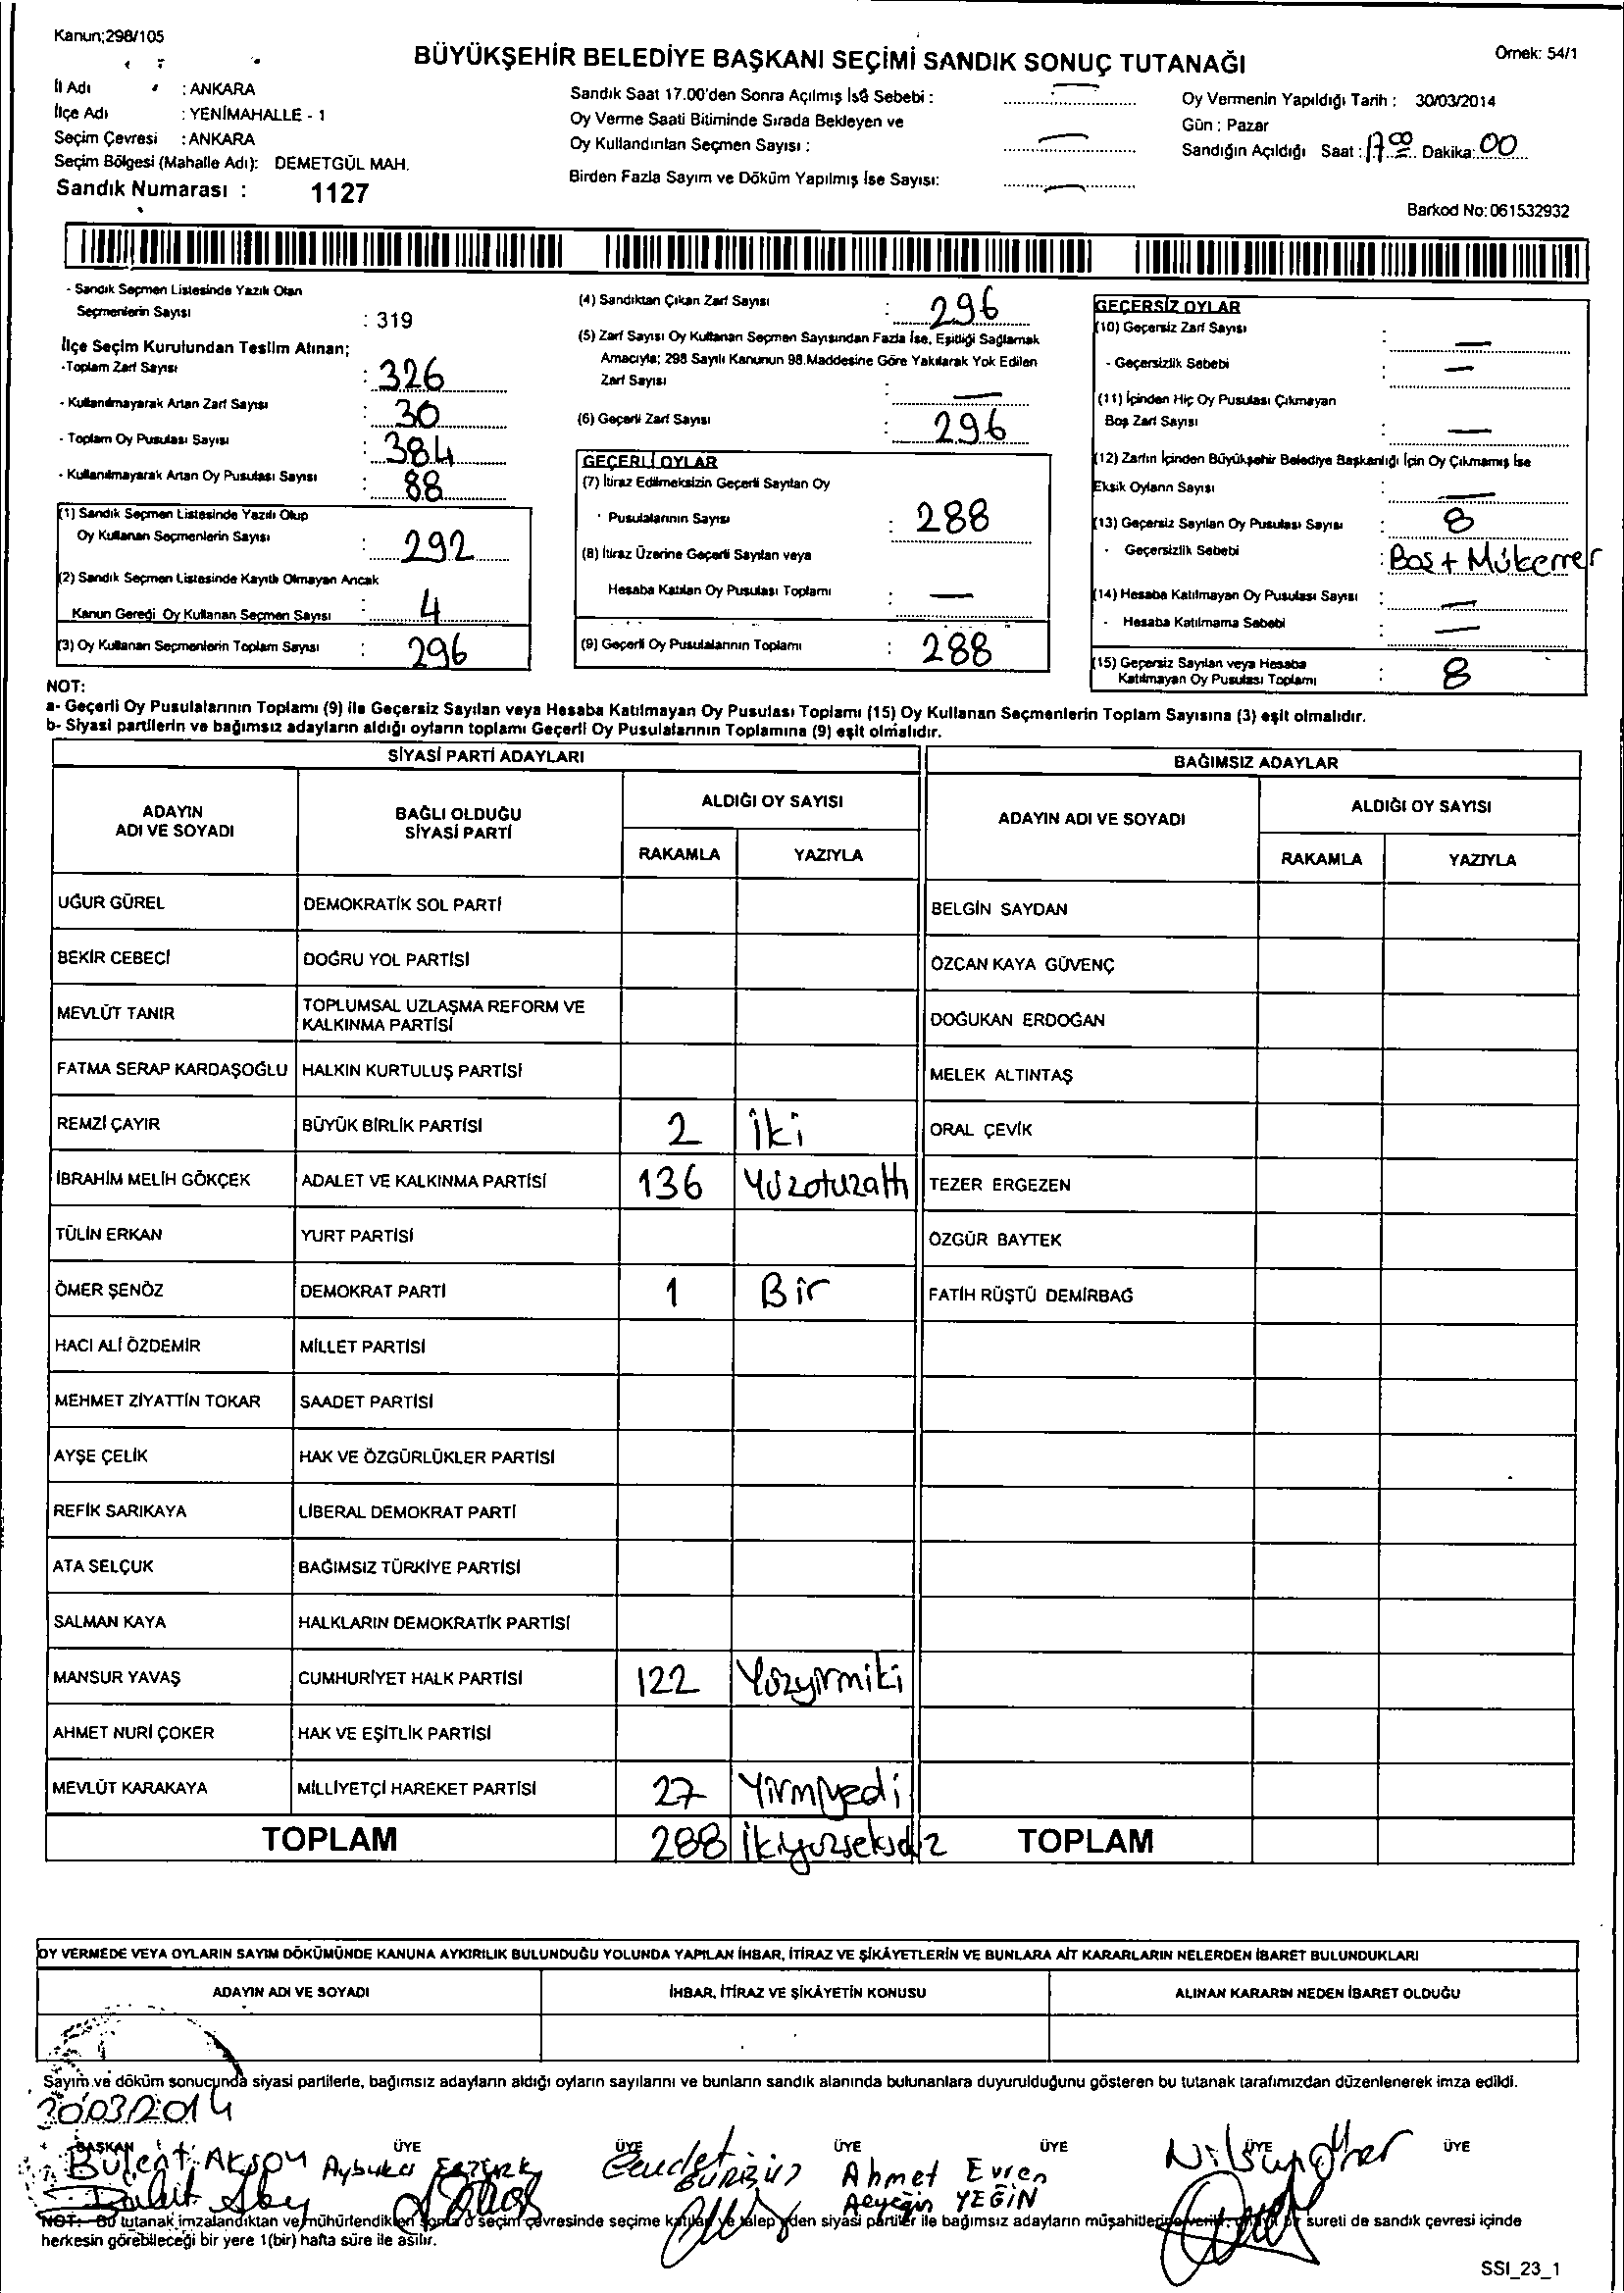 Kanun;298/105
BÜYÜKŞEHİR BELEDİYE BAŞKANI SEÇİMİ SANDIK SONUÇ TUTANAĞI
Örnek: 54/1
İl Adı : ANKARA
İlçe Adı : YENİMAHALLE - 1
Seçim Çevresi : ANKARA
Seçim Bölgesi (Mahalle Adı): DEMETGÜL MAH.
Sandık Numarası : 1127
Sandık Saat 17.00'den Sonra Açılmış İse Sebebi : —
Oy Verme Saati Bitiminde Sırada Bekleyen ve
Oy Kullandırılan Seçmen Sayısı : —
Birden Fazla Sayım ve Döküm Yapılmış İse Sayısı: —
Oy Vermenin Yapıldığı Tarih : 30/03/2014
Gün : Pazar
Sandığın Açıldığı Saat : 17 00 Dakika: 00
Barkod No: 061532932
- Sandık Seçmen Listesinde Yazılı Olan
Seçmenlerin Sayısı : 319
İlçe Seçim Kurulundan Teslim Alınan;
-Toplam Zarf Sayısı : 326
- Kullanılmayarak Artan Zarf Sayısı : 30
- Toplam Oy Pusulası Sayısı : 384
- Kullanılmayarak Artan Oy Pusulası Sayısı : 88
(1) Sandık Seçmen Listesinde Yazılı Olup
Oy Kullanan Seçmenlerin Sayısı : 292
(2) Sandık Seçmen Listesinde Kayıtlı Olmayan Ancak
Kanun Gereği Oy Kullanan Seçmen Sayısı : 4
(3) Oy Kullanan Seçmenlerin Toplam Sayısı : 296
(4) Sandıktan Çıkan Zarf Sayısı : 296
(5) Zarf Sayısı Oy Kullanan Seçmen Sayısından Fazla İse, Eşitliği Sağlamak
Amacıyla; 298 Sayılı Kanunun 98.Maddesine Göre Yakılarak Yok Edilen
Zarf Sayısı : —
(6) Geçerli Zarf Sayısı : 296
GEÇERLİ OYLAR
(7) İtiraz Edilmeksizin Geçerli Sayılan Oy
Pusulalarının Sayısı : 288
(8) İtiraz Üzerine Geçerli Sayılan veya
Hesaba Katılan Oy Pusulası Toplamı : —
(9) Geçerli Oy Pusulalarının Toplamı : 288
GEÇERSİZ OYLAR
(10) Geçersiz Zarf Sayısı : —
- Geçersizlik Sebebi : —
(11) İçinden Hiç Oy Pusulası Çıkmayan
Boş Zarf Sayısı : —
(12) Zarfın İçinden Büyükşehir Belediye Başkanlığı İçin Oy Çıkmamış İse
Eksik Oyların Sayısı : —
(13) Geçersiz Sayılan Oy Pusulası Sayısı : 8
- Geçersizlik Sebebi : Boş + Mükerrer
(14) Hesaba Katılmayan Oy Pusulası Sayısı : —
- Hesaba Katılmama Sebebi : —
(15) Geçersiz Sayılan veya Hesaba
Katılmayan Oy Pusulası Toplamı : 8
NOT:
a- Geçerli Oy Pusulalarının Toplamı (9) ile Geçersiz Sayılan veya Hesaba Katılmayan Oy Pusulası Toplamı (15) Oy Kullanan Seçmenlerin Toplam Sayısına (3) eşit olmalıdır.
b- Siyasi partilerin ve bağımsız adayların aldığı oyların toplamı Geçerli Oy Pusulalarının Toplamına (9) eşit olmalıdır.
SİYASİ PARTİ ADAYLARI BAĞIMSIZ ADAYLAR
ADAYIN ADI VE SOYADI BAĞLI OLDUĞU SİYASİ PARTİ ALDIĞI OY SAYISI ADAYIN ADI VE SOYADI ALDIĞI OY SAYISI
RAKAMLA YAZIYLA RAKAMLA YAZIYLA
UĞUR GÜREL DEMOKRATİK SOL PARTİ BELGİN SAYDAN
BEKİR CEBECİ DOĞRU YOL PARTİSİ ÖZCAN KAYA GÜVENÇ
MEVLÜT TANIR TOPLUMSAL UZLAŞMA REFORM VE KALKINMA PARTİSİ DOĞUKAN ERDOĞAN
FATMA SERAP KARDAŞOĞLU HALKIN KURTULUŞ PARTİSİ MELEK ALTINTAŞ
REMZİ ÇAYIR BÜYÜK BİRLİK PARTİSİ 2 iki ORAL ÇEVİK
İBRAHİM MELİH GÖKÇEK ADALET VE KALKINMA PARTİSİ 136 Yüzotuzaltı TEZER ERGEZEN
TÜLİN ERKAN YURT PARTİSİ ÖZGÜR BAYTEK
ÖMER ŞENÖZ DEMOKRAT PARTİ 1 Bir FATİH RÜŞTÜ DEMİRBAĞ
HACI ALİ ÖZDEMİR MİLLET PARTİSİ
MEHMET ZİYATTİN TOKAR SAADET PARTİSİ
AYŞE ÇELİK HAK VE ÖZGÜRLÜKLER PARTİSİ
REFİK SARIKAYA LİBERAL DEMOKRAT PARTİ
ATA SELÇUK BAĞIMSIZ TÜRKİYE PARTİSİ
SALMAN KAYA HALKLARIN DEMOKRATİK PARTİSİ
MANSUR YAVAŞ CUMHURİYET HALK PARTİSİ 122 Yüzyirmiki
AHMET NURİ ÇOKER HAK VE EŞİTLİK PARTİSİ
MEVLÜT KARAKAYA MİLLİYETÇİ HAREKET PARTİSİ 27 Yirmiyedi
TOPLAM 288 İkiyüzseksensekiz TOPLAM
OY VERMEDE VEYA OYLARIN SAYIM DÖKÜMÜNDE KANUNA AYKIRILIK BULUNDUĞU YOLUNDA YAPILAN İHBAR, İTİRAZ VE ŞİKÂYETLERİN VE BUNLARA AİT KARARLARIN NELERDEN İBARET BULUNDUKLARI
ADAYIN ADI VE SOYADI İHBAR, İTİRAZ VE ŞİKÂYETİN KONUSU ALINAN KARARIN NEDEN İBARET OLDUĞU
Sayım ve döküm sonucunda siyasi partilerle, bağımsız adayların aldığı oyların sayılarını ve bunların sandık alanında bulunanlara duyurulduğunu gösteren bu tutanak tarafımızdan düzenlenerek imza edildi.
30.03.2014
BAŞKAN ÜYE ÜYE ÜYE ÜYE ÜYE ÜYE
Bülent Aksoy Cevdet Ahmet Evren
YEĞİN
NOT:- Bu tutanak imzalandıktan ve mühürlendikten sonra o seçim çevresinde seçime katılan ve talep eden siyasi partiler ile bağımsız adayların müşahitlerine verilir, bir sureti de sandık çevresi içinde
herkesin görebileceği bir yere 1(bir) hafta süre ile asılır.
SSI_23_1